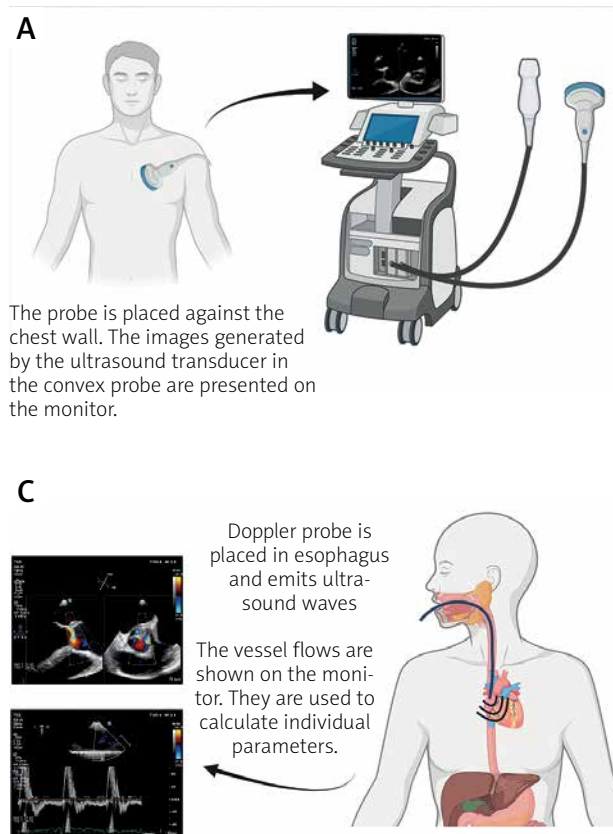 A
The probe is placed against the
chest wall. The images generated
by the ultrasound transducer in
the convex probe are presented on
the monitor.
C
Doppler probe is
placed in esophagus
and emits ultra-
sound waves
The vessel flows are
shown on the moni-
tor. They are used to
calculate individual
parameters.